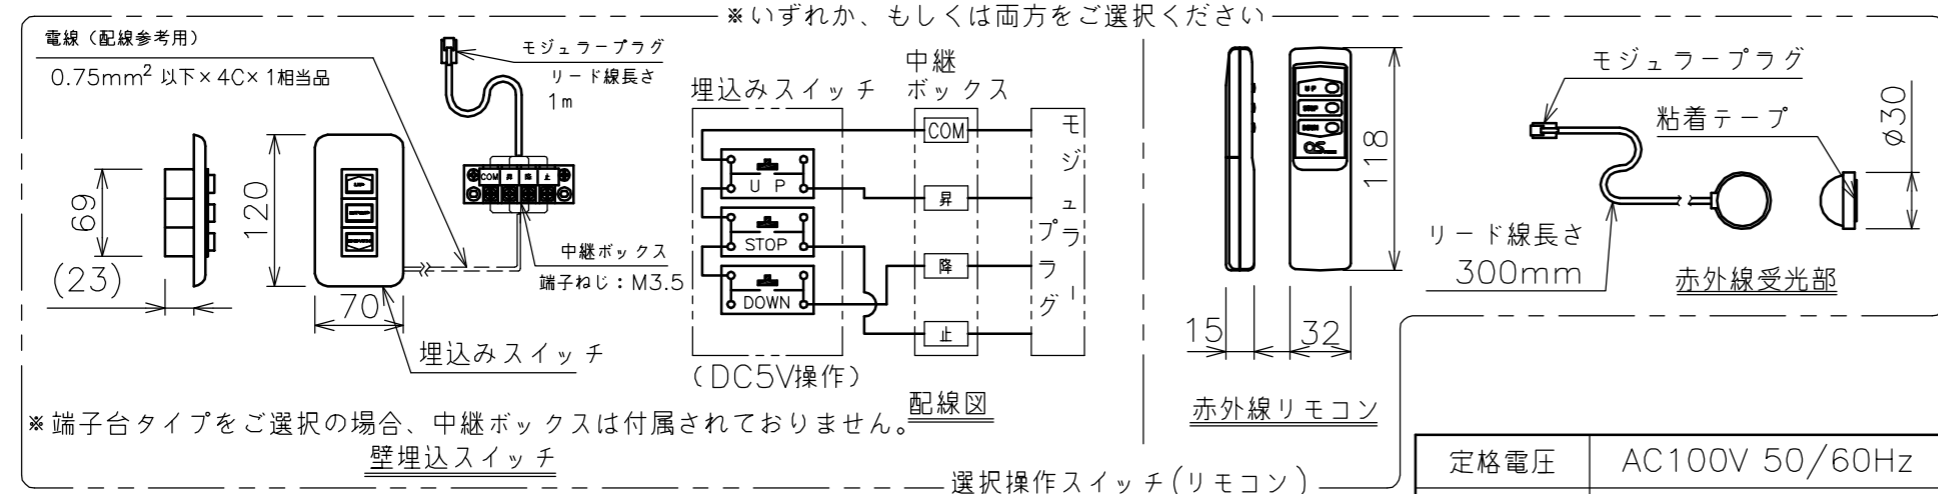 ※いずれか、もしくは両方をご選択ください
電線（配線参考用）
0.75mm² 以下×4C×1相当品
モジュラープラグ
リード線長さ
1m
69
(23)
120
70
COM 昇 降 止
中継ボックス
端子ねじ：M3.5
埋込みスイッチ
※端子台タイプをご選択の場合、中継ボックスは付属されておりません。
壁埋込スイッチ
埋込みスイッチ
中継
ボックス
COM
UP
昇
STOP
降
DOWN
止
モジュラープラグ
(DC5V操作)
配線図
UP
STOP
DOWN
OS
118
15
32
赤外線リモコン
モジュラープラグ
粘着テープ
ø30
リード線長さ
300mm
赤外線受光部
選択操作スイッチ(リモコン)
定格電圧
AC100V 50/60Hz